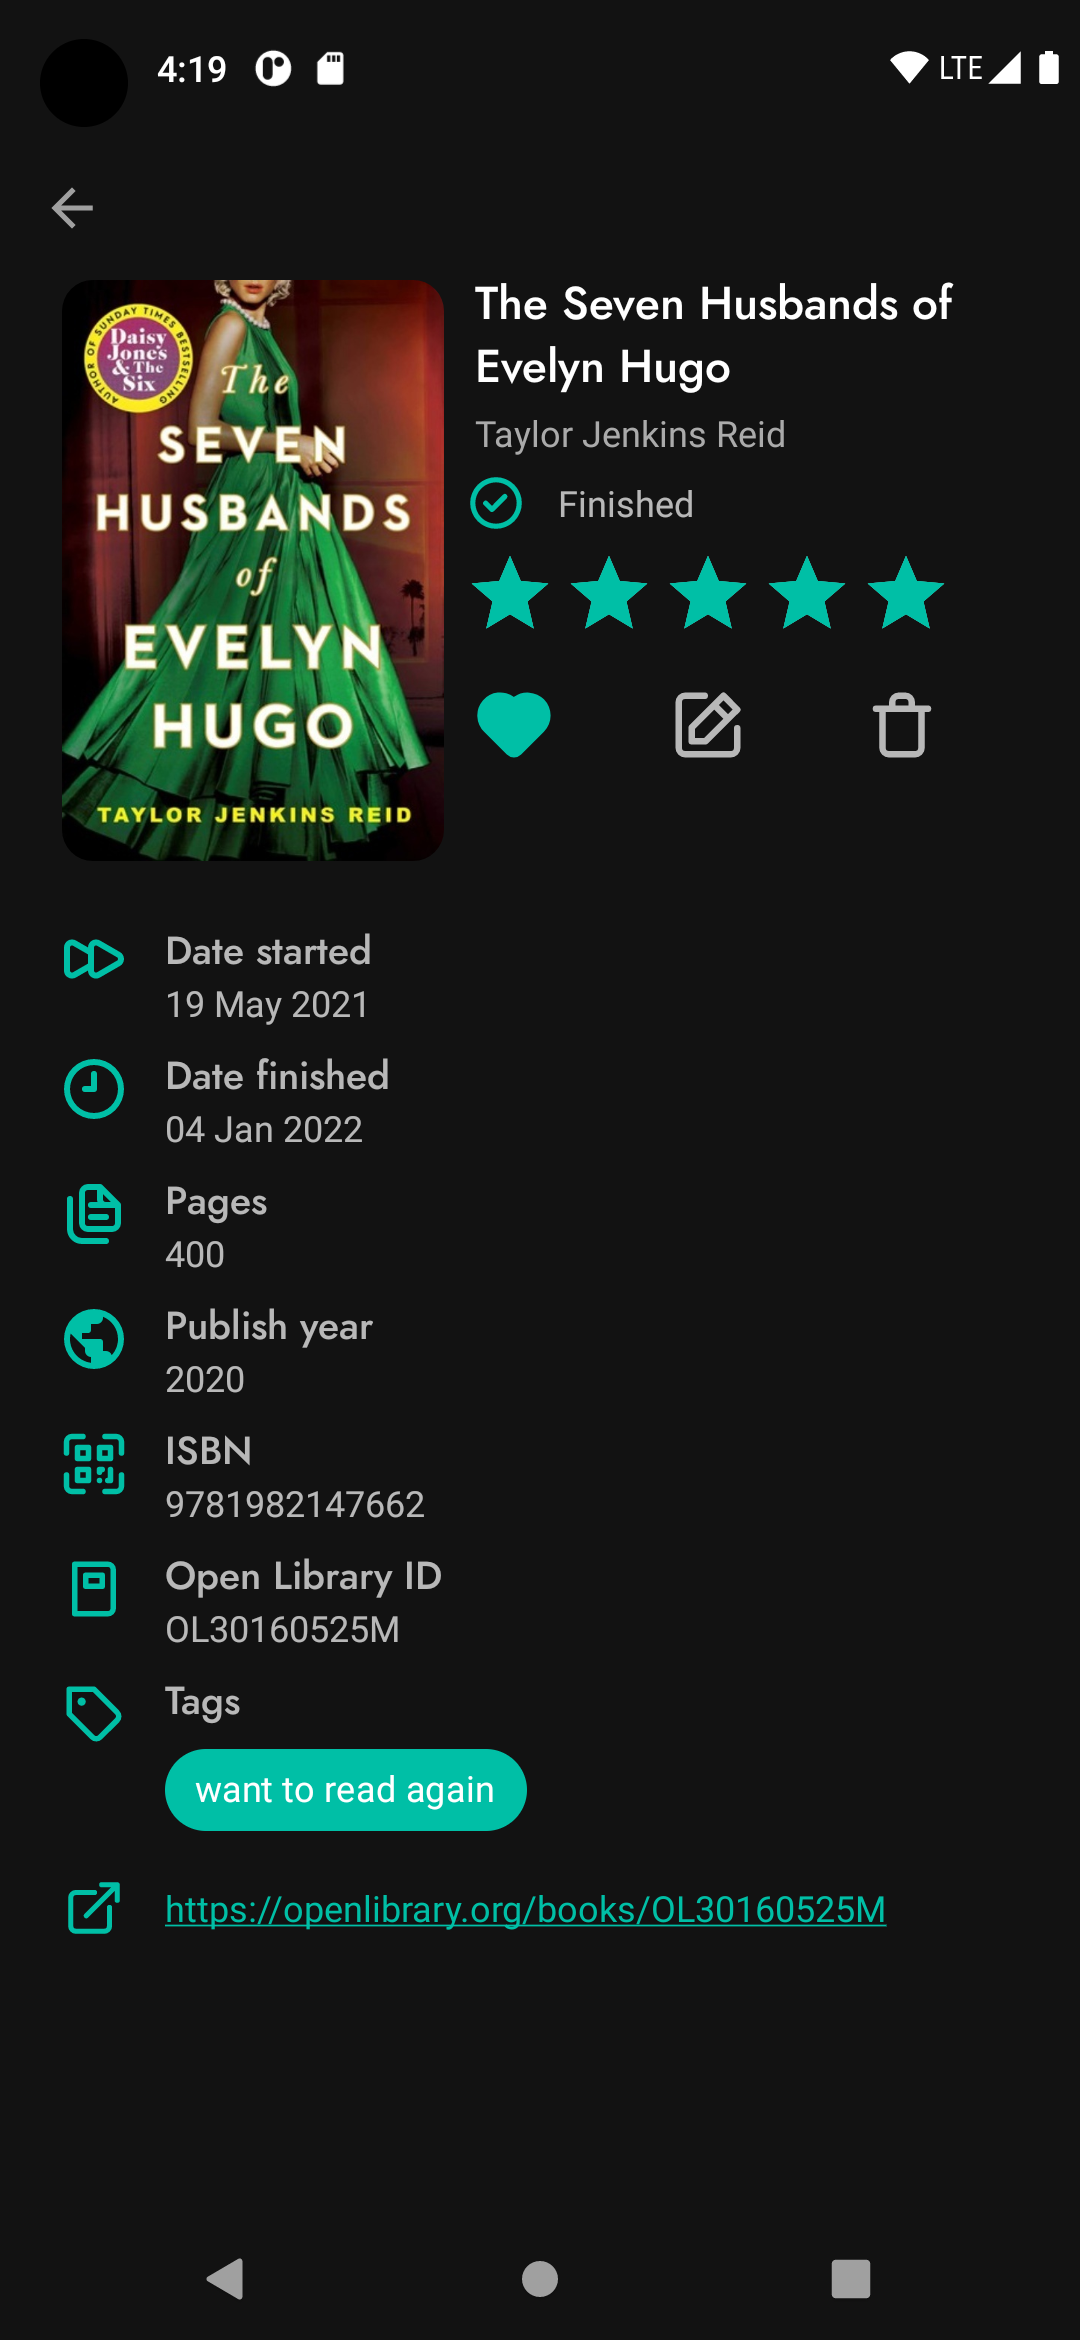 4:19
LTE
AUTHOR OF SUNDAY TIMES BESTSELLING
Daisy
Jones
& The
Six
The
SEVEN
HUSBANDS
of
EVELYN
HUGO
TAYLOR JENKINS REID
The Seven Husbands of
Evelyn Hugo
Taylor Jenkins Reid
Finished
Date started
19 May 2021
Date finished
04 Jan 2022
Pages
400
Publish year
2020
ISBN
9781982147662
Open Library ID
OL30160525M
Tags
want to read again
https://openlibrary.org/books/OL30160525M